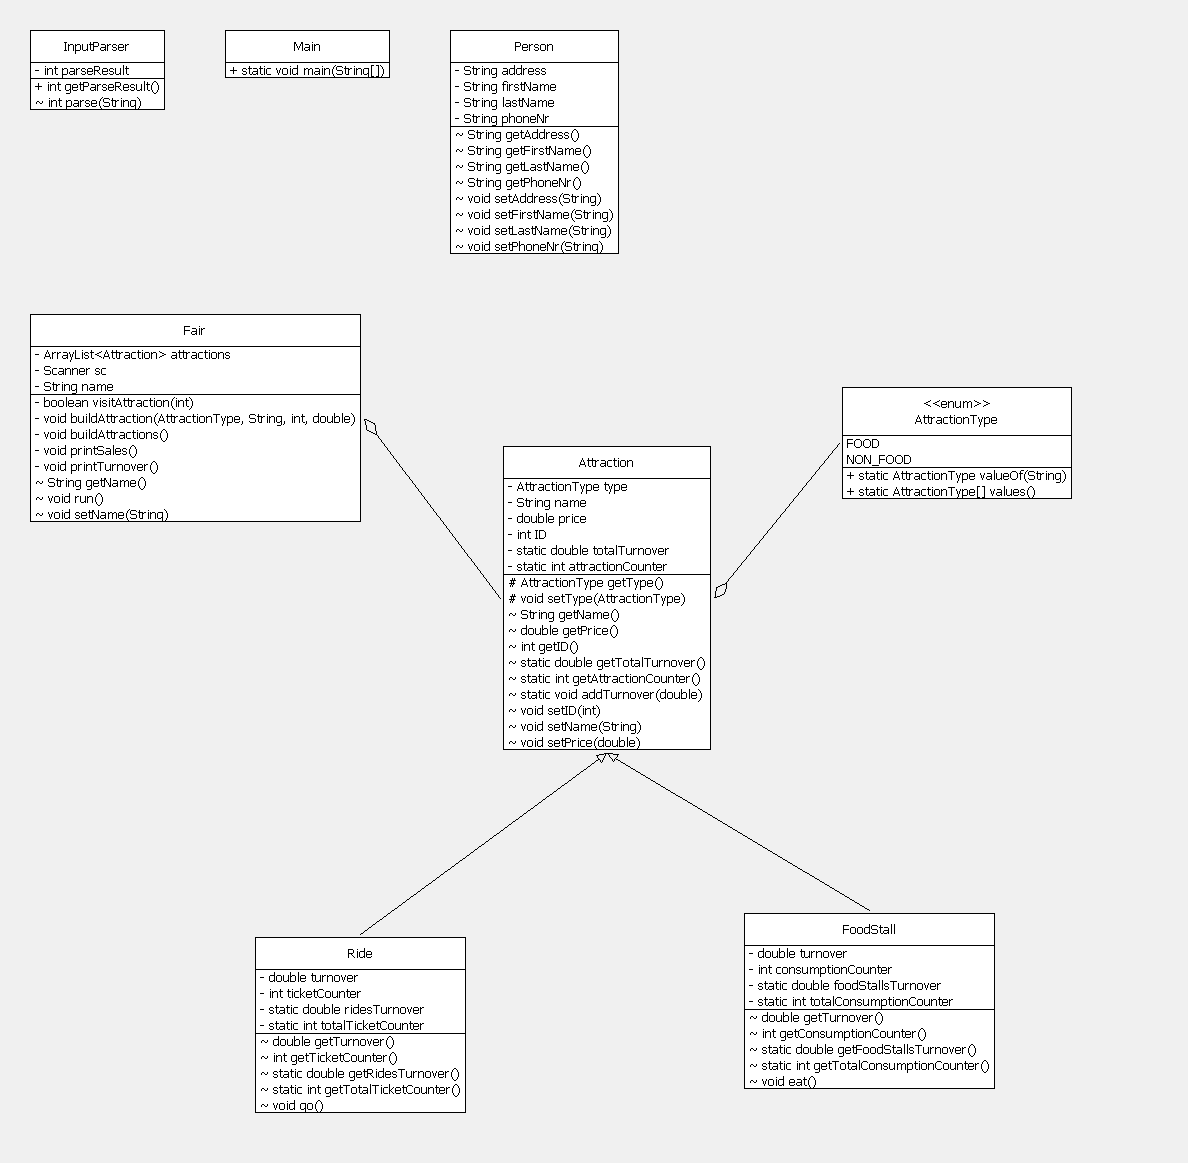 InputParser
- int parseResult
+ int getParseResult()
~ int parse(String)
Main
+ static void main(String[])
Person
- String address
- String firstName
- String lastName
- String phoneNr
~ String getAddress()
~ String getFirstName()
~ String getLastName()
~ String getPhoneNr()
~ void setAddress(String)
~ void setFirstName(String)
~ void setLastName(String)
~ void setPhoneNr(String)
Fair
- ArrayList<Attraction> attractions
- Scanner sc
- String name
- boolean visitAttraction(int)
- void buildAttraction(AttractionType, String, int, double)
- void buildAttractions()
- void printSales()
- void printTurnover()
~ String getName()
~ void run()
~ void setName(String)
<<enum>>
AttractionType
FOOD
NON_FOOD
+ static AttractionType valueOf(String)
+ static AttractionType[] values()
Attraction
- AttractionType type
- String name
- double price
- int ID
- static double totalTurnover
- static int attractionCounter
# AttractionType getType()
# void setType(AttractionType)
~ String getName()
~ double getPrice()
~ int getID()
~ static double getTotalTurnover()
~ static int getAttractionCounter()
~ static void addTurnover(double)
~ void setID(int)
~ void setName(String)
~ void setPrice(double)
Ride
- double turnover
- int ticketCounter
- static double ridesTurnover
- static int totalTicketCounter
~ double getTurnover()
~ int getTicketCounter()
~ static double getRidesTurnover()
~ static int getTotalTicketCounter()
~ void go()
FoodStall
- double turnover
- int consumptionCounter
- static double foodStallsTurnover
- static int totalConsumptionCounter
~ double getTurnover()
~ int getConsumptionCounter()
~ static double getFoodStallsTurnover()
~ static int getTotalConsumptionCounter()
~ void eat()